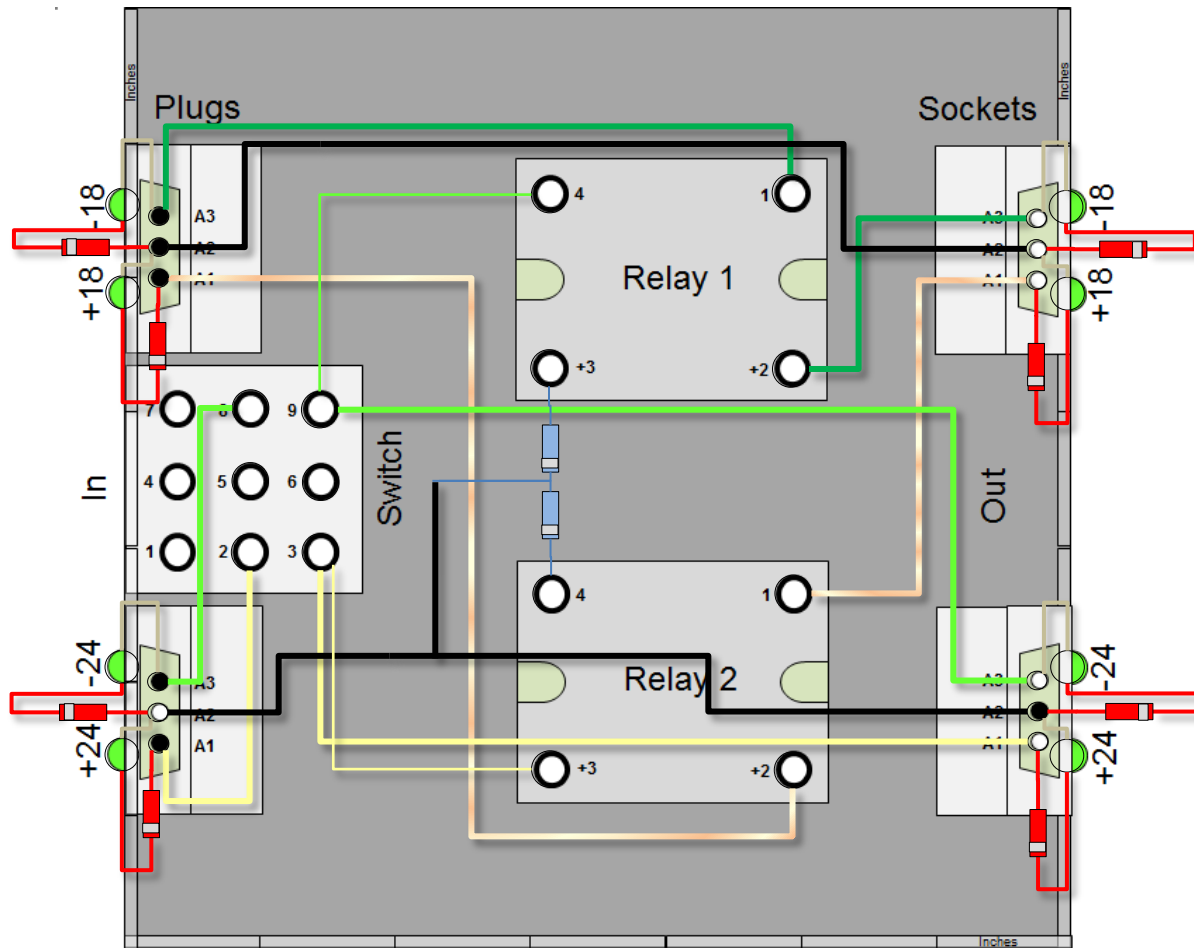 Inches
Inches
Plugs
Sockets
-18
A3
A2
A1
+18
4
1
Relay 1
+3
+2
-18
A3
A2
A1
+18
7
8
9
4
5
6
1
2
3
In
Switch
Out
4
1
Relay 2
+3
+2
-24
A3
A2
A1
+24
-24
A3
A2
A1
+24
Inches